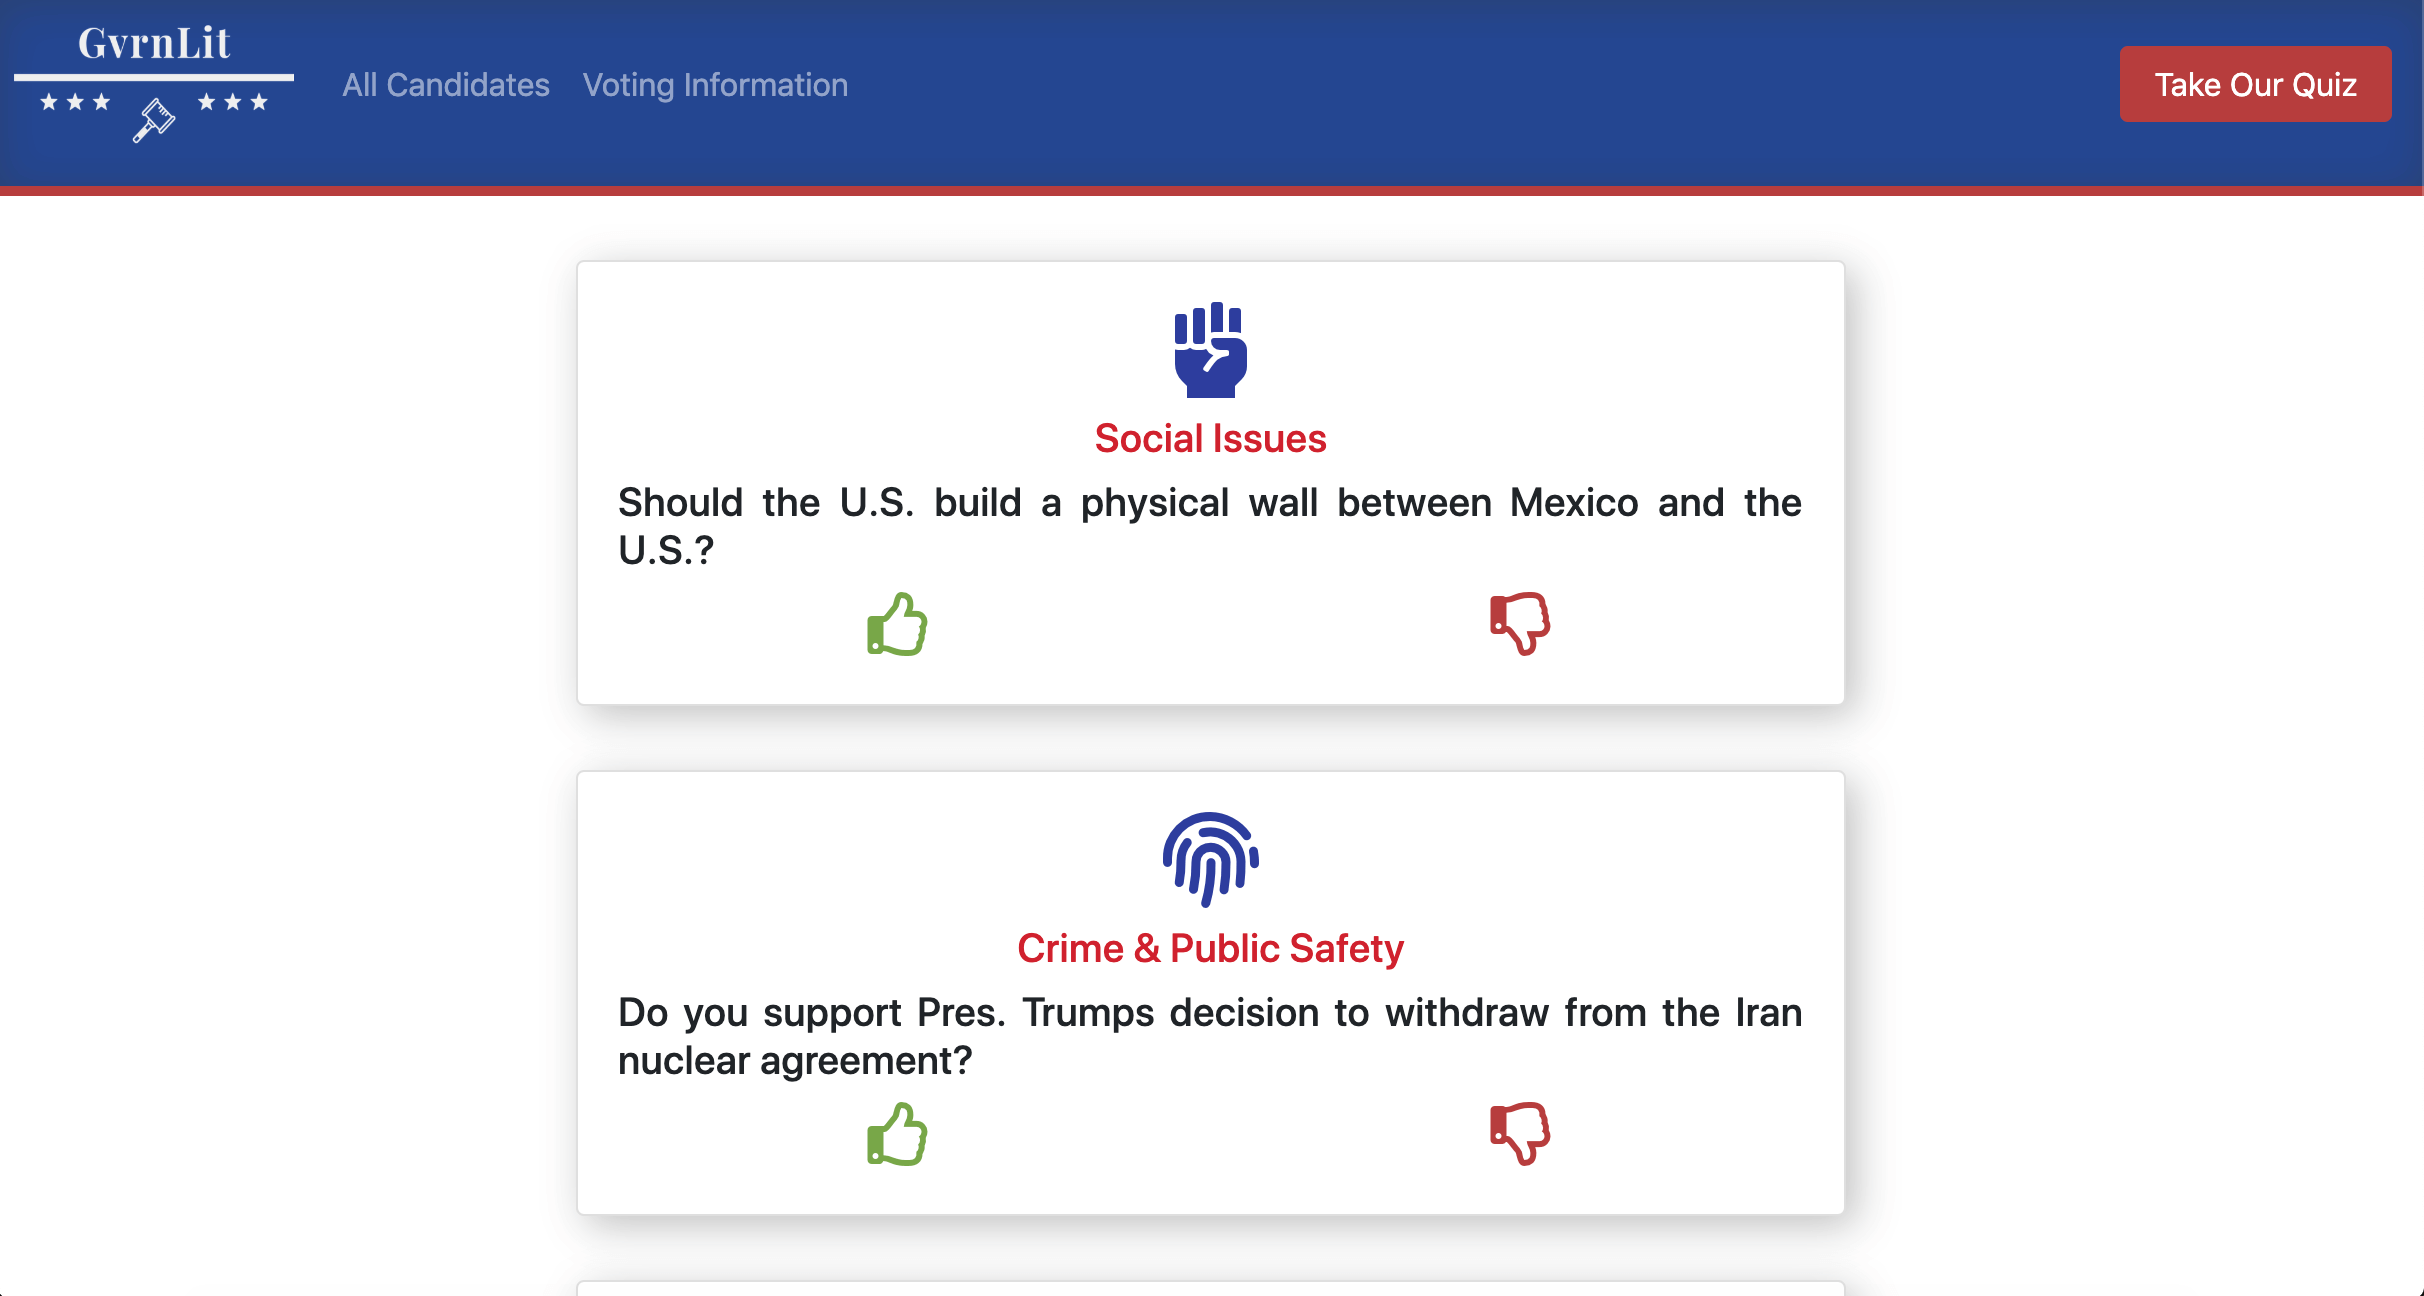 GvrnLit
All Candidates
Voting Information
Take Our Quiz
Social Issues
Should the U.S. build a physical wall between Mexico and the
U.S.?
Crime & Public Safety
Do you support Pres. Trumps decision to withdraw from the Iran
nuclear agreement?